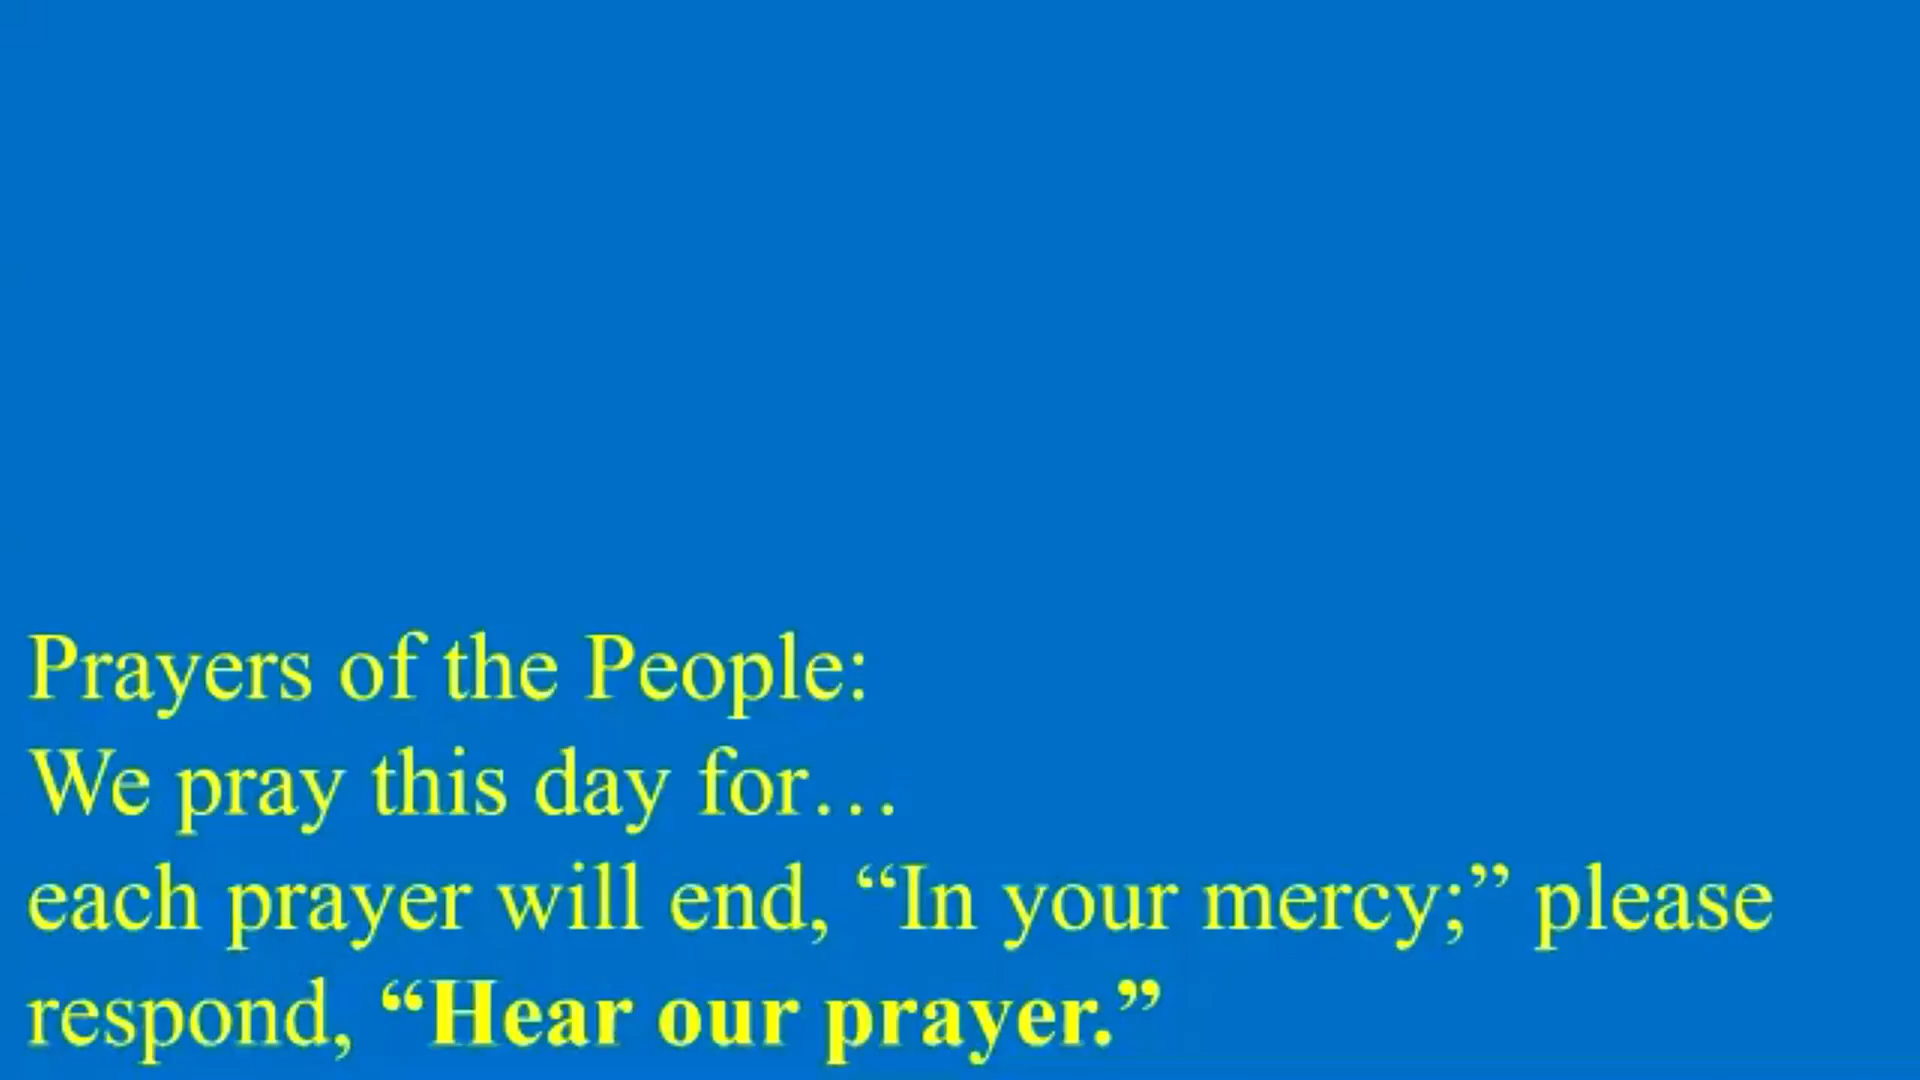 Prayers of the People:
We pray this day for…
each prayer will end, “In your mercy;” please
respond, “Hear our prayer.”